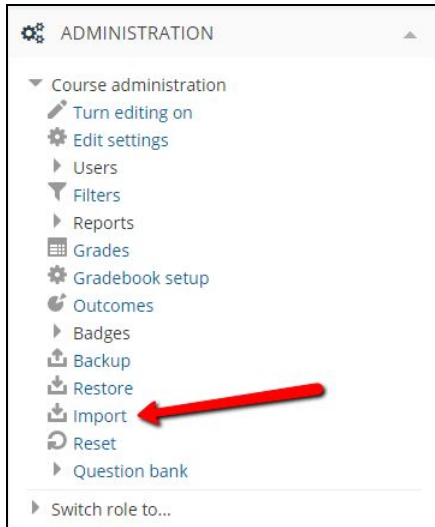 ADMINISTRATION
Course administration
Turn editing on
Edit settings
Users
Filters
Reports
Grades
Gradebook setup
Outcomes
Badges
Backup
Restore
Import
Reset
Question bank
Switch role to...